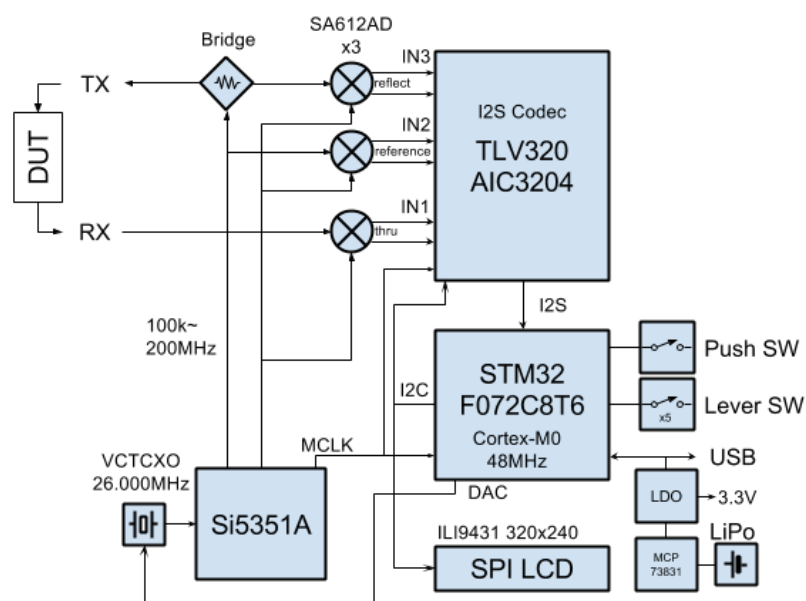 SA612AD
x3
Bridge
IN3
TX
reflect
I2S Codec
IN2
TLV320
reference
AIC3204
DUT
IN1
RX
thru
I2S
100k~
200MHz
Push SW
STM32
I2C
F072C8T6
Lever SW
x5
Cortex-M0
48MHz
MCLK
VCTCXO
26.000MHz
USB
DAC
LDO
3.3V
Si5351A
ILI9431 320x240
LiPo
SPI LCD
MCP
73831